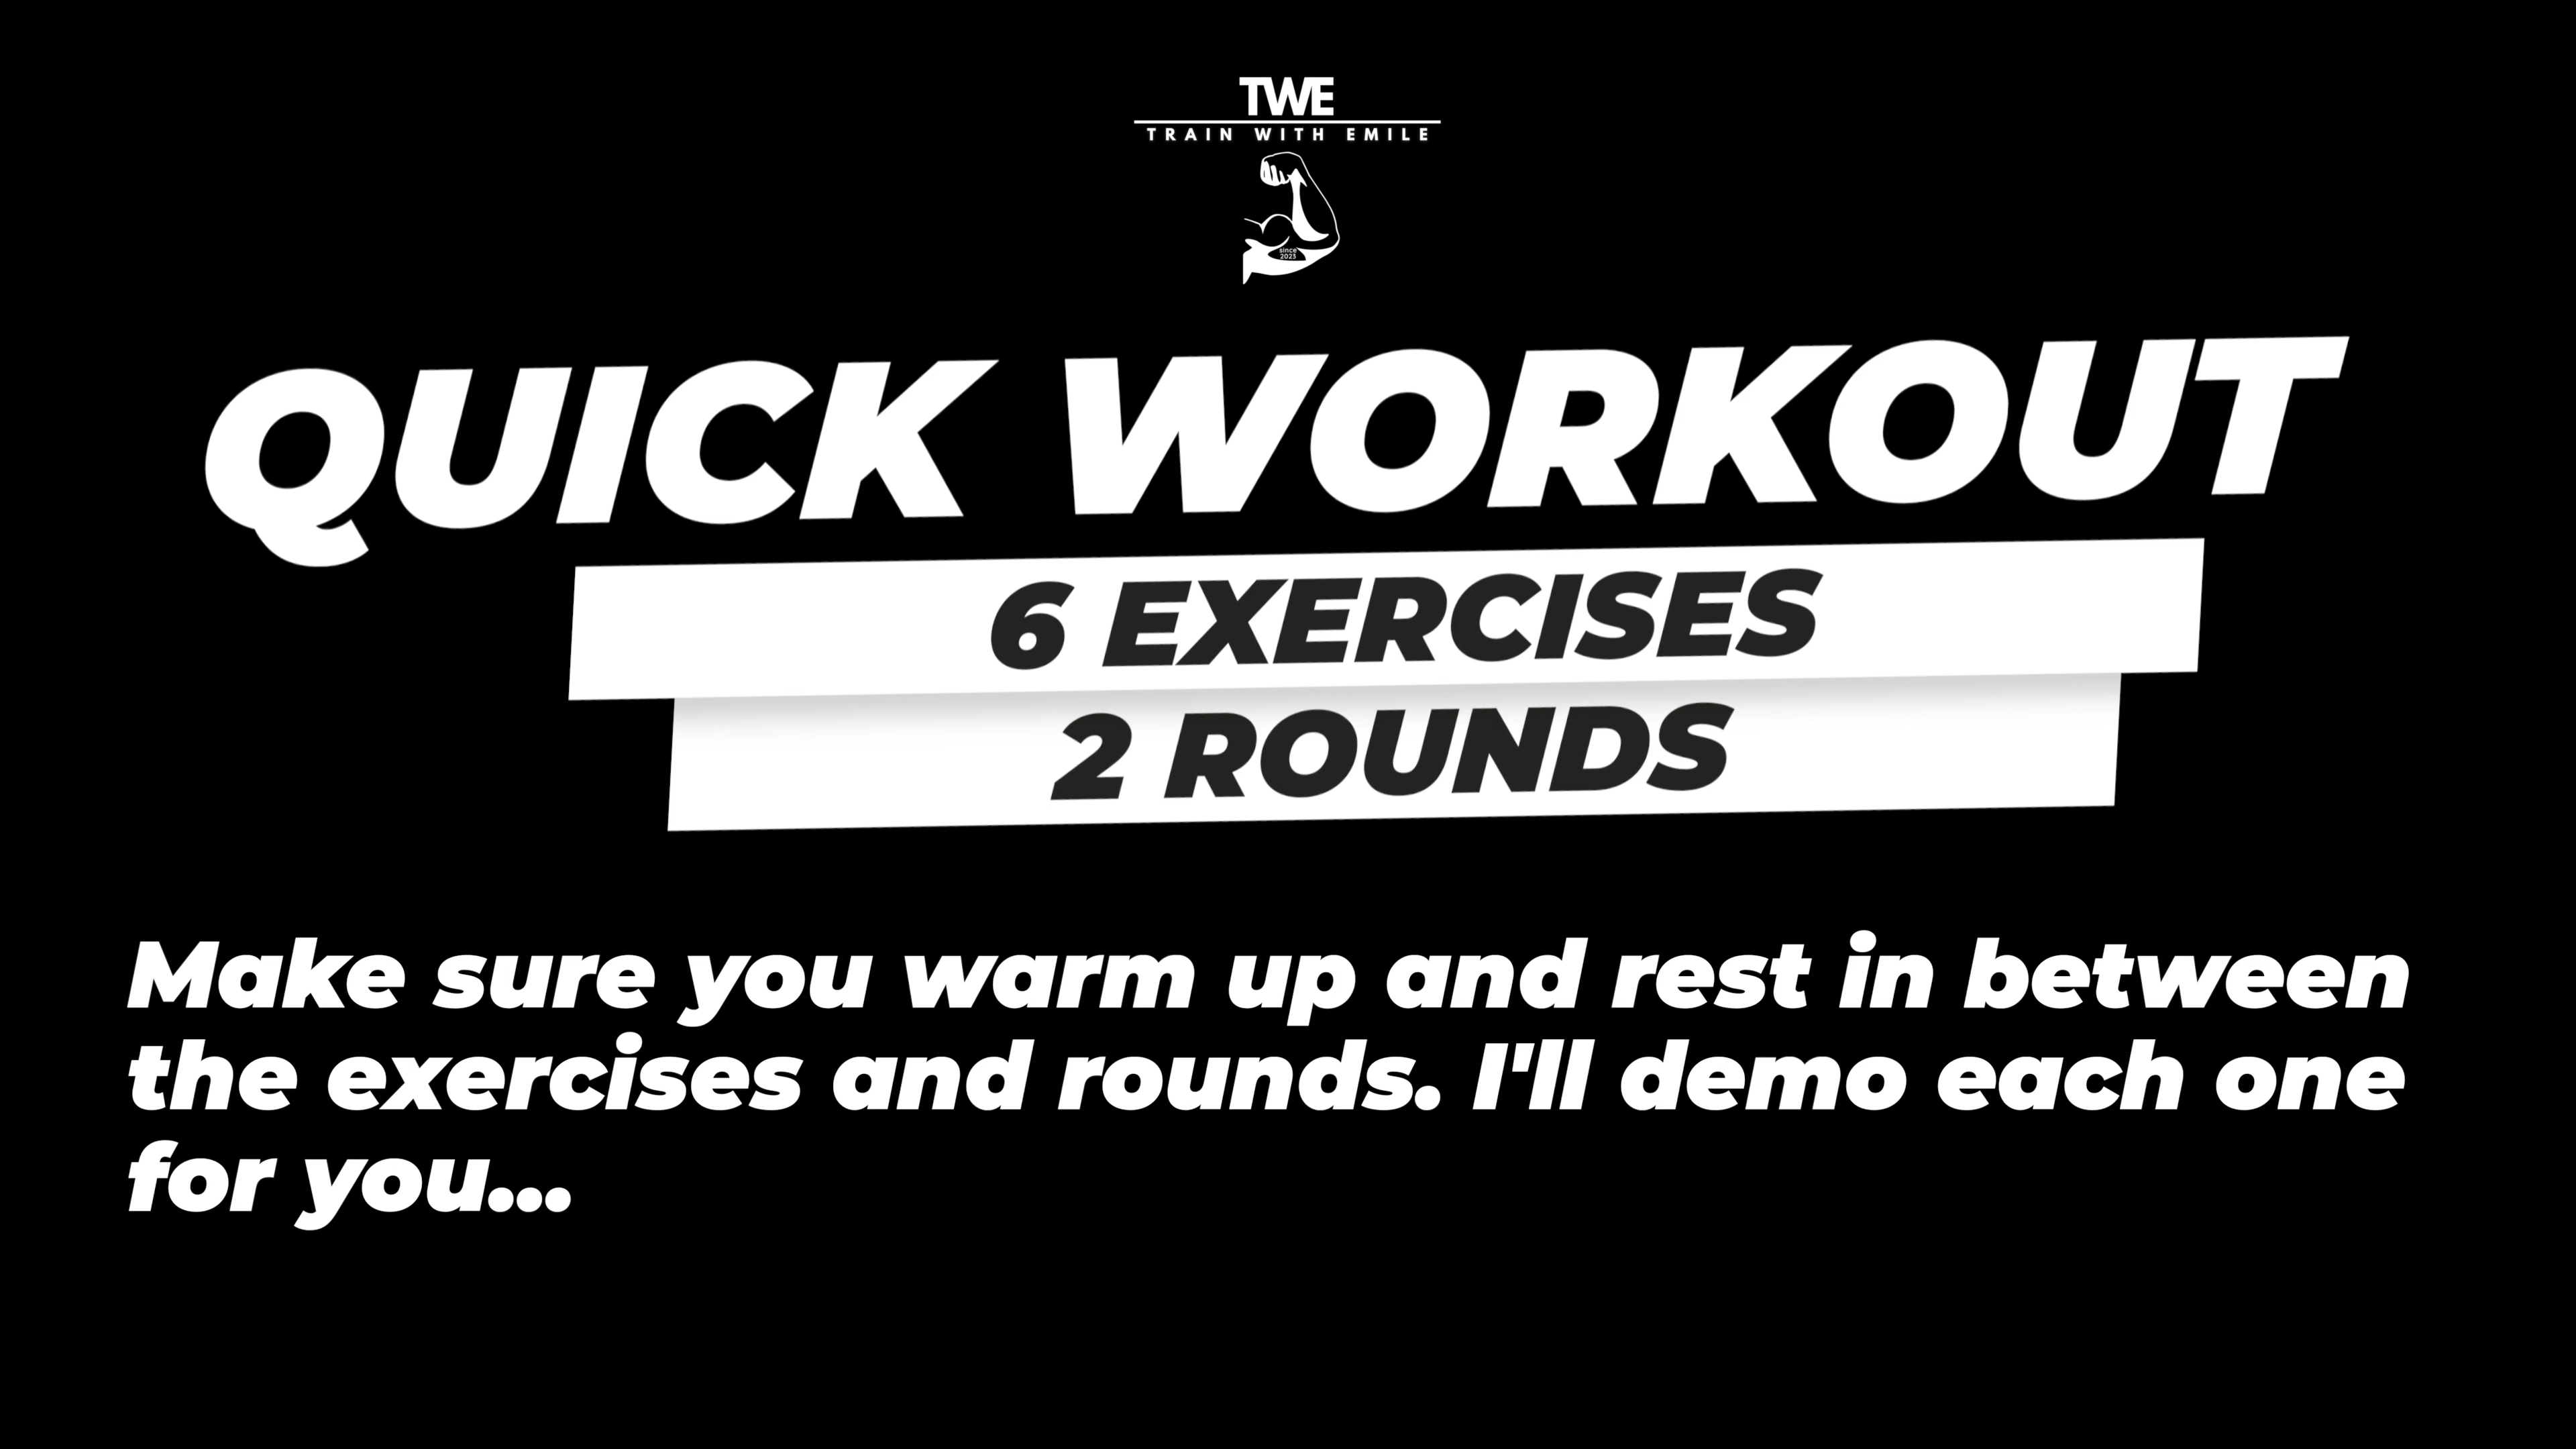 TWE
TRAIN WITH EMILE
since
2023
QUICK WORKOUT
6 EXERCISES
2 ROUNDS
Make sure you warm up and rest in between
the exercises and rounds. I'll demo each one
for you...